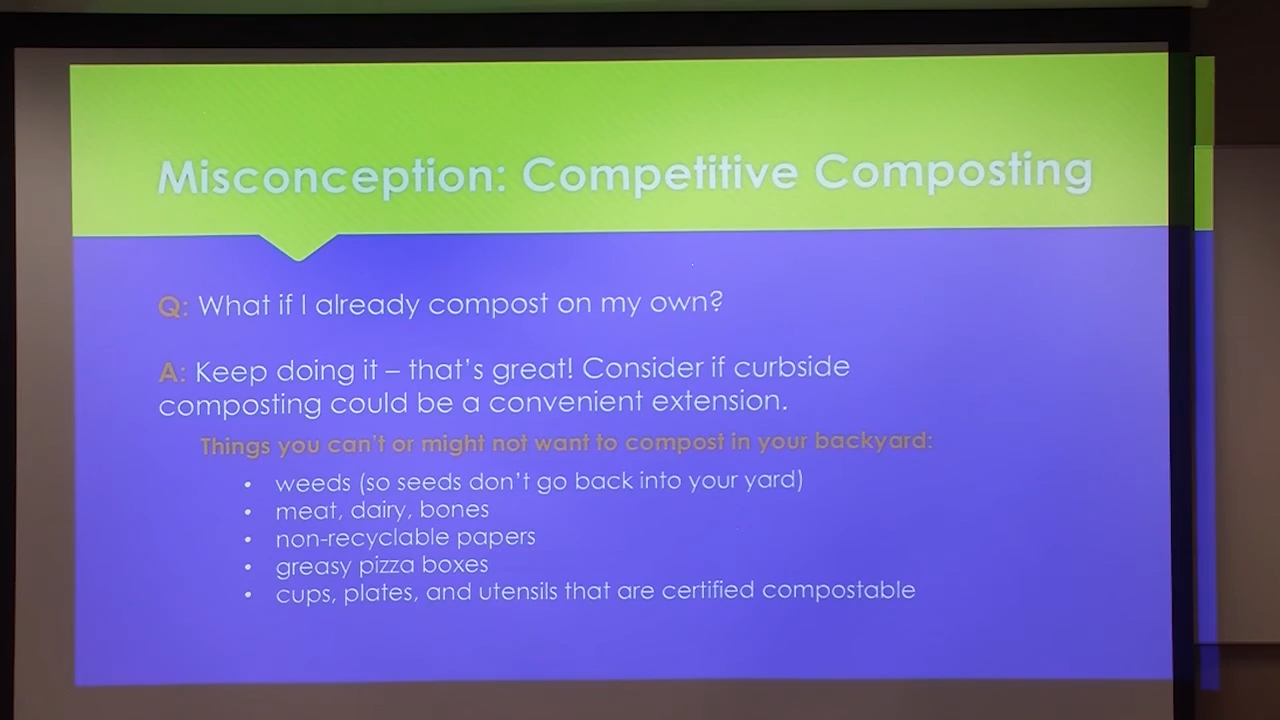 Misconception: Competitive Composting
Q: What if I already compost on my own?
A: Keep doing it – that's great! Consider if curbside
composting could be a convenient extension.
Things you can't or might not want to compost in your backyard:
• weeds (so seeds don't go back into your yard)
• meat, dairy, bones
• non-recyclable papers
• greasy pizza boxes
• cups, plates, and utensils that are certified compostable